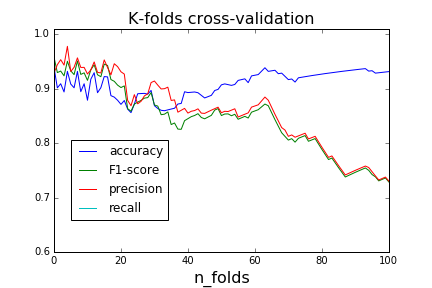 K-folds cross-validation
1.0
0.9
0.8
0.7
0.6
accuracy
F1-score
precision
recall
0 20 40 60 80 100
n_folds